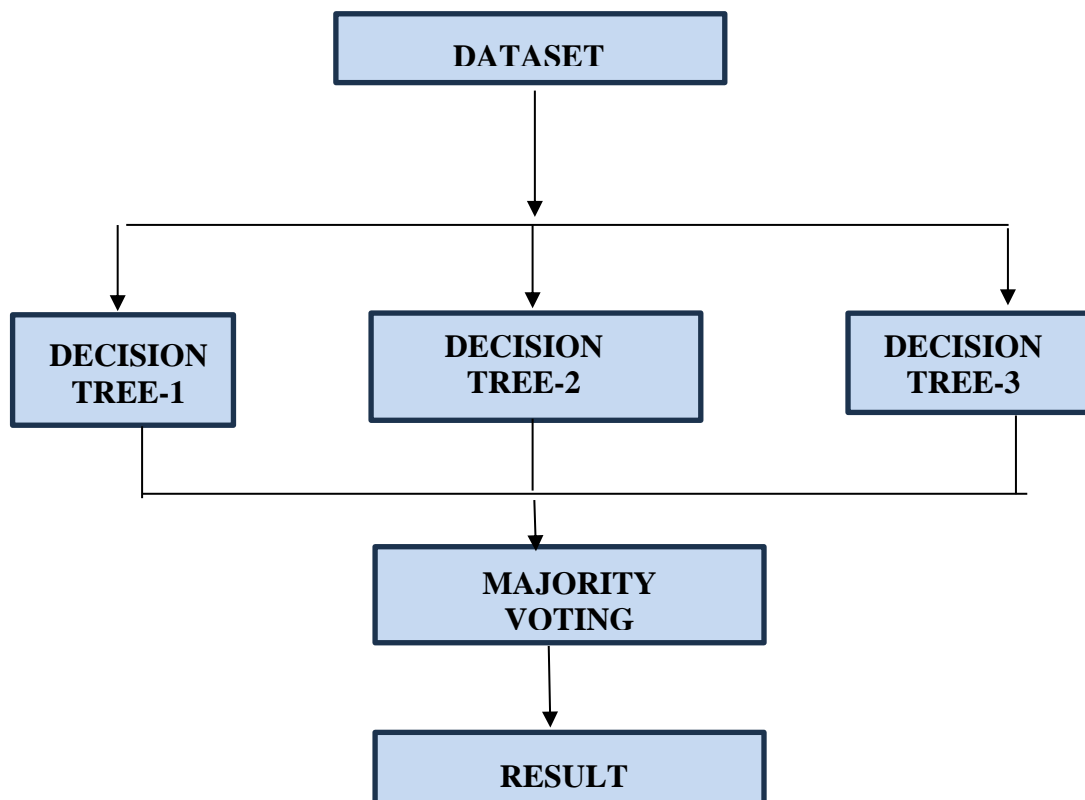 DATASET
DECISION
TREE-1
DECISION
TREE-2
DECISION
TREE-3
MAJORITY
VOTING
RESULT